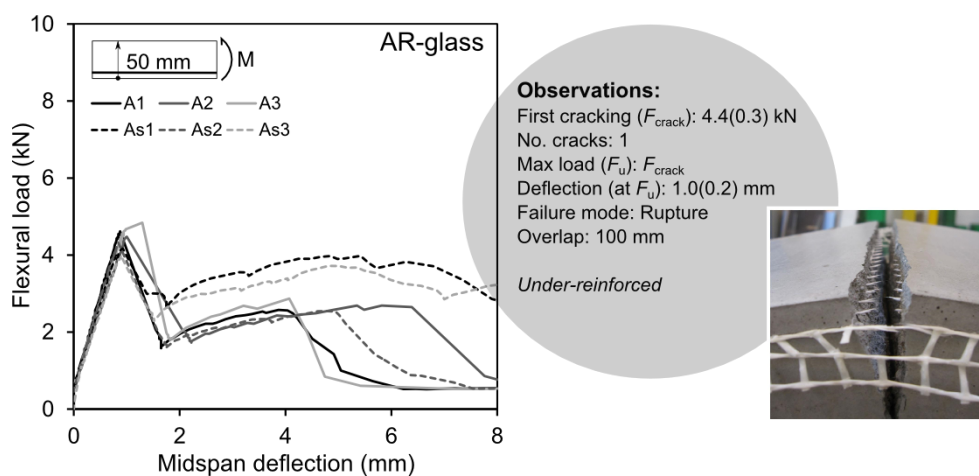 10
8
6
4
2
0
0
2
4
6
8
Flexural load (kN)
Midspan deflection (mm)
AR-glass
50 mm
M
A1 A2 A3
As1 As2 As3
Observations:
First cracking (Fcrack): 4.4(0.3) kN
No. cracks: 1
Max load (Fu): Fcrack
Deflection (at Fu): 1.0(0.2) mm
Failure mode: Rupture
Overlap: 100 mm
Under-reinforced